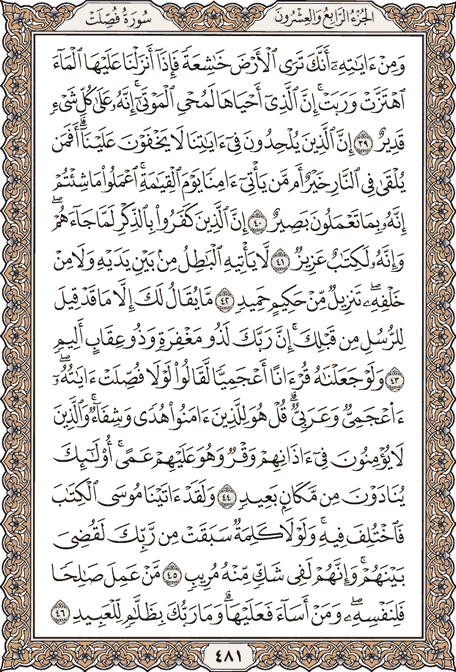 الجزء الرابع والعشرون
سورة فصلت
وَمِنْ ءَايَٰتِهِۦٓ أَنَّكَ تَرَى ٱلْأَرْضَ خَٰشِعَةً فَإِذَآ أَنزَلْنَا عَلَيْهَا ٱلْمَآءَ
ٱهْتَزَّتْ وَرَبَتْ ۚ إِنَّ ٱلَّذِىٓ أَحْيَاهَا لَمُحْىِ ٱلْمَوْتَىٰٓ ۚ إِنَّهُۥ عَلَىٰ كُلِّ شَىْءٍ
قَدِيرٌ ٣٩ إِنَّ ٱلَّذِينَ يُلْحِدُونَ فِىٓ ءَايَٰتِنَا لَا يَخْفَوْنَ عَلَيْنَآ ۗ أَفَمَن
يُلْقَىٰ فِى ٱلنَّارِ خَيْرٌ أَم مَّن يَأْتِىٓ ءَامِنًا يَوْمَ ٱلْقِيَٰمَةِ ۚ ٱعْمَلُوا۟ مَا شِئْتُمْ ۖ
إِنَّهُۥ بِمَا تَعْمَلُونَ بَصِيرٌ ٤٠ إِنَّ ٱلَّذِينَ كَفَرُوا۟ بِٱلذِّكْرِ لَمَّا جَآءَهُمْ ۖ
وَإِنَّهُۥ لَكِتَٰبٌ عَزِيزٌ ٤١ لَّا يَأْتِيهِ ٱلْبَٰطِلُ مِنۢ بَيْنِ يَدَيْهِ وَلَا مِنْ
خَلْفِهِۦ ۖ تَنزِيلٌ مِّنْ حَكِيمٍ حَمِيدٍ ٤٢ مَّا يُقَالُ لَكَ إِلَّا مَا قَدْ قِيلَ
لِلرُّسُلِ مِن قَبْلِكَ ۚ إِنَّ رَبَّكَ لَذُو مَغْفِرَةٍ وَذُو عِقَابٍ أَلِيمٍ
٤٣ وَلَوْ جَعَلْنَٰهُ قُرْءَانًا أَعْجَمِيًّا لَّقَالُوا۟ لَوْلَا فُصِّلَتْ ءَايَٰتُهُۥٓ ۖ
ءَا۬عْجَمِىٌّ وَعَرَبِىٌّ ۗ قُلْ هُوَ لِلَّذِينَ ءَامَنُوا۟ هُدًى وَشِفَآءٌ ۖ وَٱلَّذِينَ
لَا يُؤْمِنُونَ فِىٓ ءَاذَانِهِمْ وَقْرٌ وَهُوَ عَلَيْهِمْ عَمًى ۚ أُو۟لَٰٓئِكَ
يُنَادَوْنَ مِن مَّكَانٍۭ بَعِيدٍ ٤٤ وَلَقَدْ ءَاتَيْنَا مُوسَى ٱلْكِتَٰبَ
فَٱخْتُلِفَ فِيهِ ۗ وَلَوْلَا كَلِمَةٌ سَبَقَتْ مِن رَّبِّكَ لَقُضِىَ
بَيْنَهُمْ ۚ وَإِنَّهُمْ لَفِى شَكٍّ مِّنْهُ مُرِيبٍ ٤٥ مَّنْ عَمِلَ صَٰلِحًا
فَلِنَفْسِهِۦ ۖ وَمَنْ أَسَآءَ فَعَلَيْهَا ۗ وَمَا رَبُّكَ بِظَلَّٰمٍ لِّلْعَبِيدِ ٤٦
٤٨١